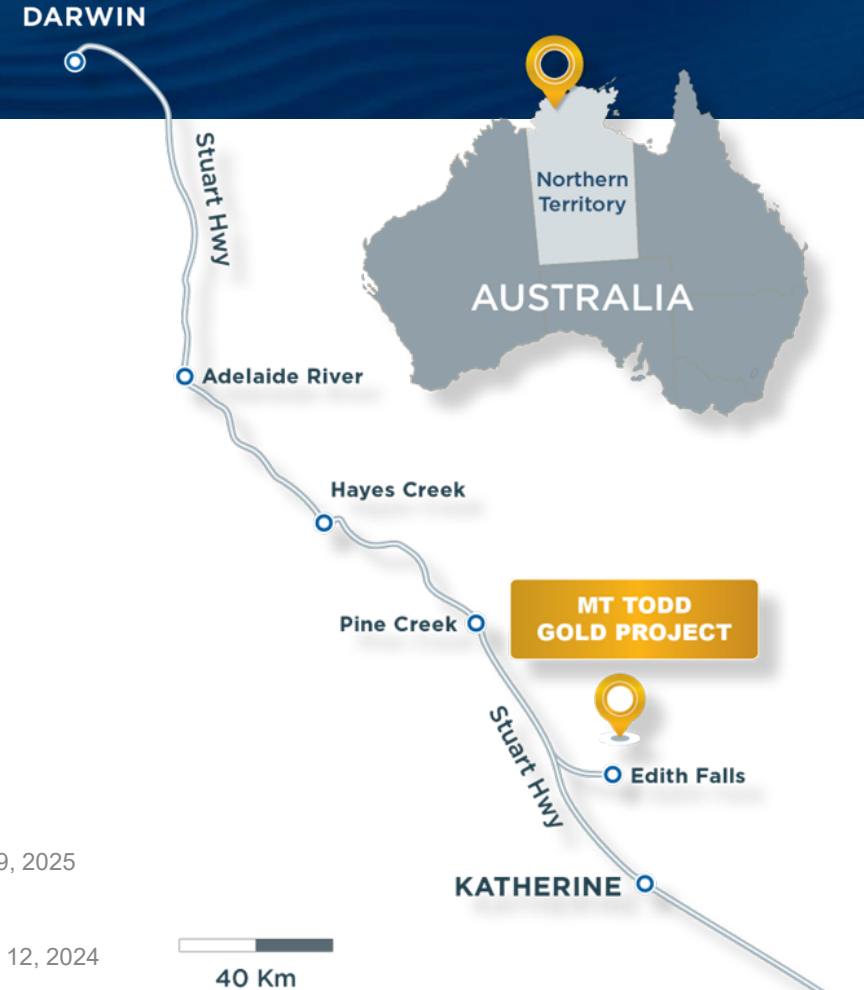 DARWIN
Stuart Hwy
Northern
Territory
AUSTRALIA
Adelaide River
Hayes Creek
MT TODD
GOLD PROJECT
Pine Creek
Stuart Hwy
Edith Falls
9, 2025
KATHERINE
12, 2024
40 Km